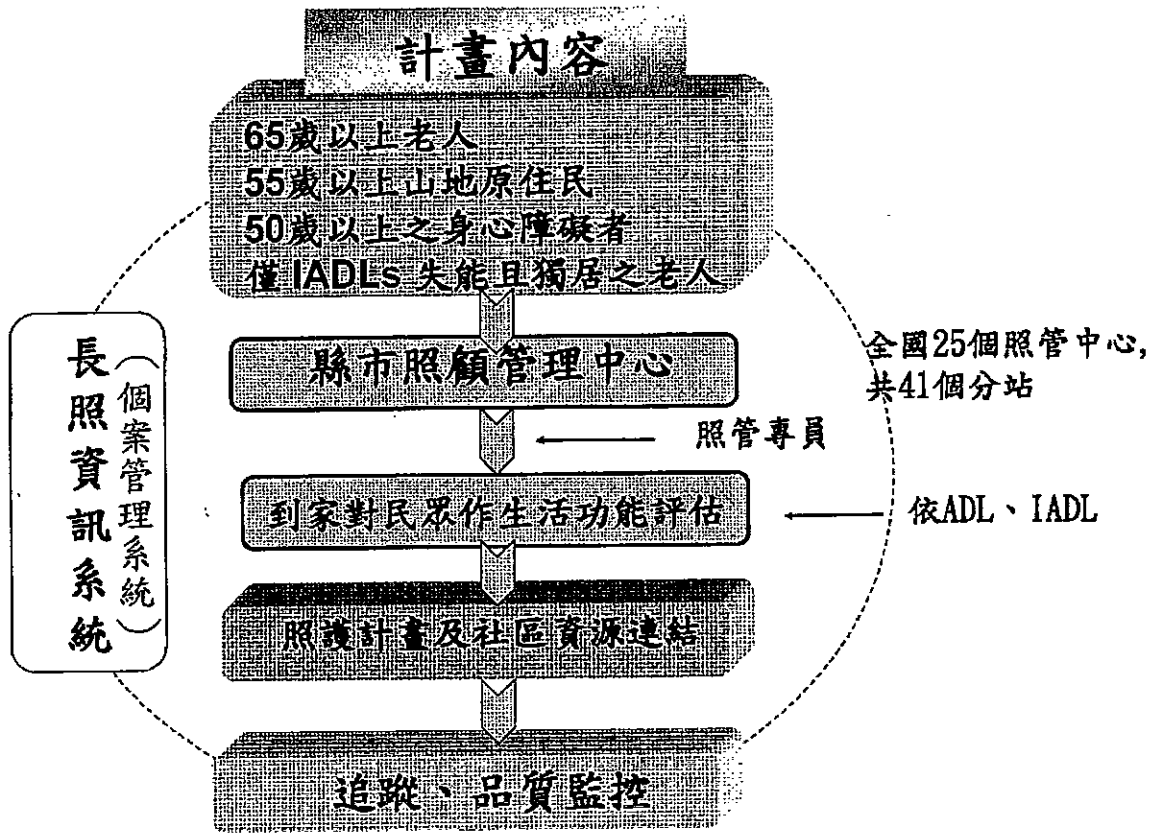 計畫內容
65歲以上老人
55歲以上山地原住民
50歲以上之身心障礙者
僅 IADLs 失能且獨居之老人
縣市照顧管理中心
全國25個照管中心,
共41個分站
照管專員
到家對民眾作生活功能評估
依ADL、IADL
照護計畫及社區資源連結
追蹤、品質監控
長照資訊系統
(個案管理系統)